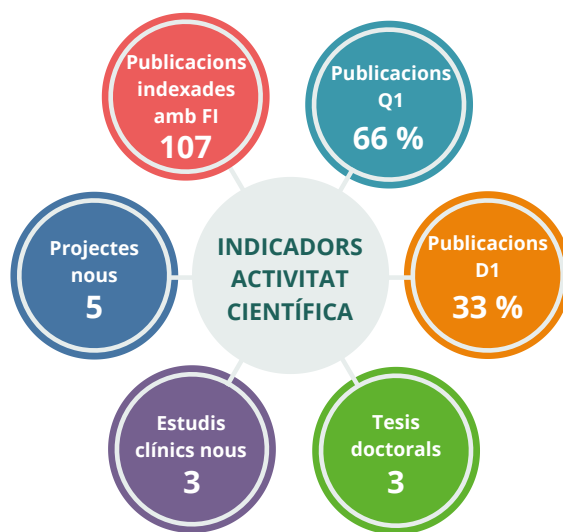 Publicacions
indexades
amb FI
107
Publicacions
Q1
66 %
Projectes
nous
5
INDICADORS
ACTIVITAT
CIENTÍFICA
Publicacions
D1
33 %
Estudis
clínics nous
3
Tesis
doctorals
3